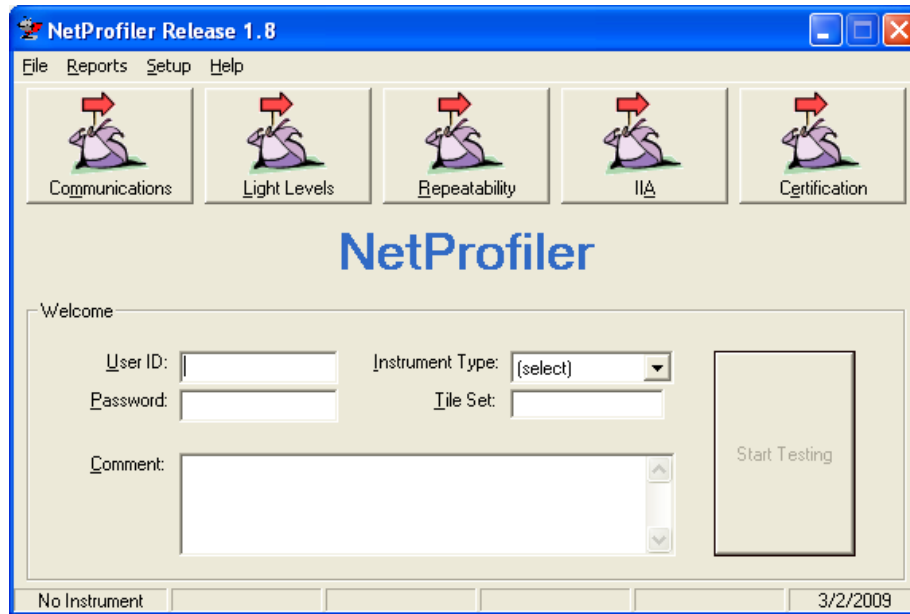 NetProfiler Release 1.8
File Reports Setup Help
Communications Light Levels Repeatability IIA Certification
NetProfiler
Welcome
User ID: Instrument Type: (select)
Password: Tile Set:
Comment: Start Testing
No Instrument 3/2/2009